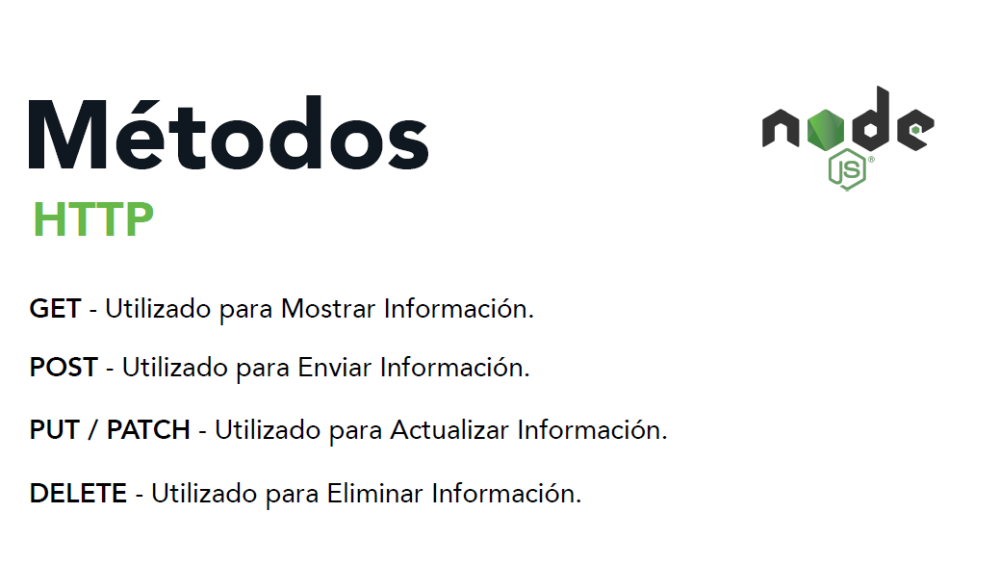 Métodos
HTTP
node
JS®
GET - Utilizado para Mostrar Información.
POST - Utilizado para Enviar Información.
PUT / PATCH - Utilizado para Actualizar Información.
DELETE - Utilizado para Eliminar Información.